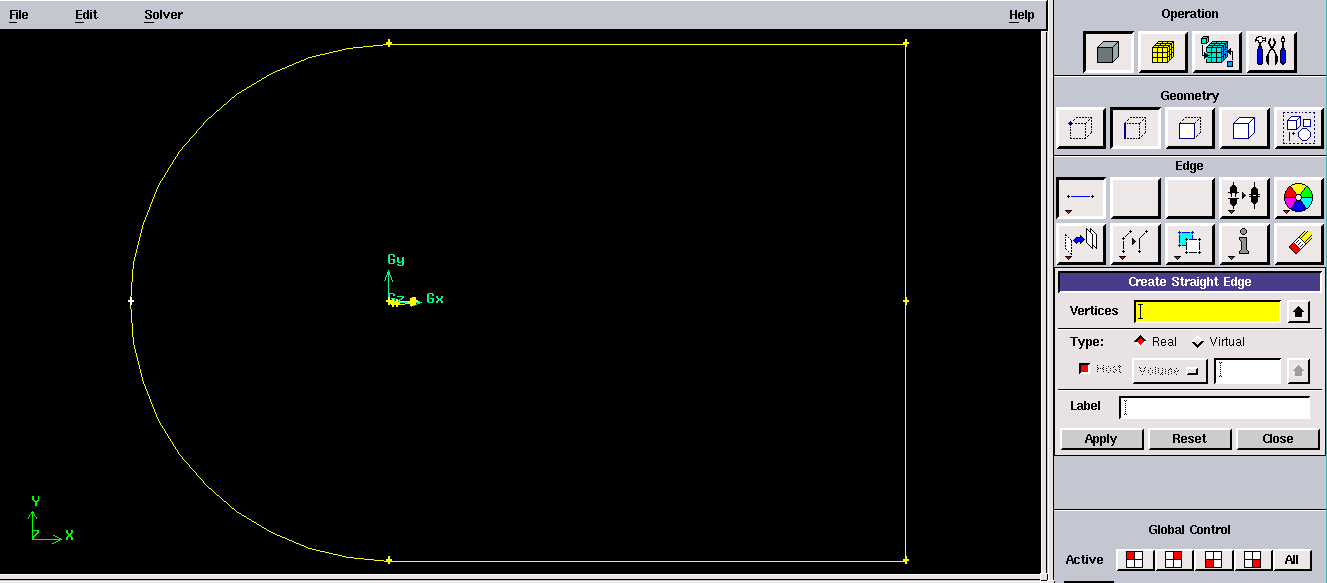 File Edit Solver Help
Operation
Geometry
Edge
Create Straight Edge
Vertices
Type: Real Virtual
Host Volume
Label
Apply Reset Close
Global Control
Active All
Gy
Gz Gx
Y
Z X